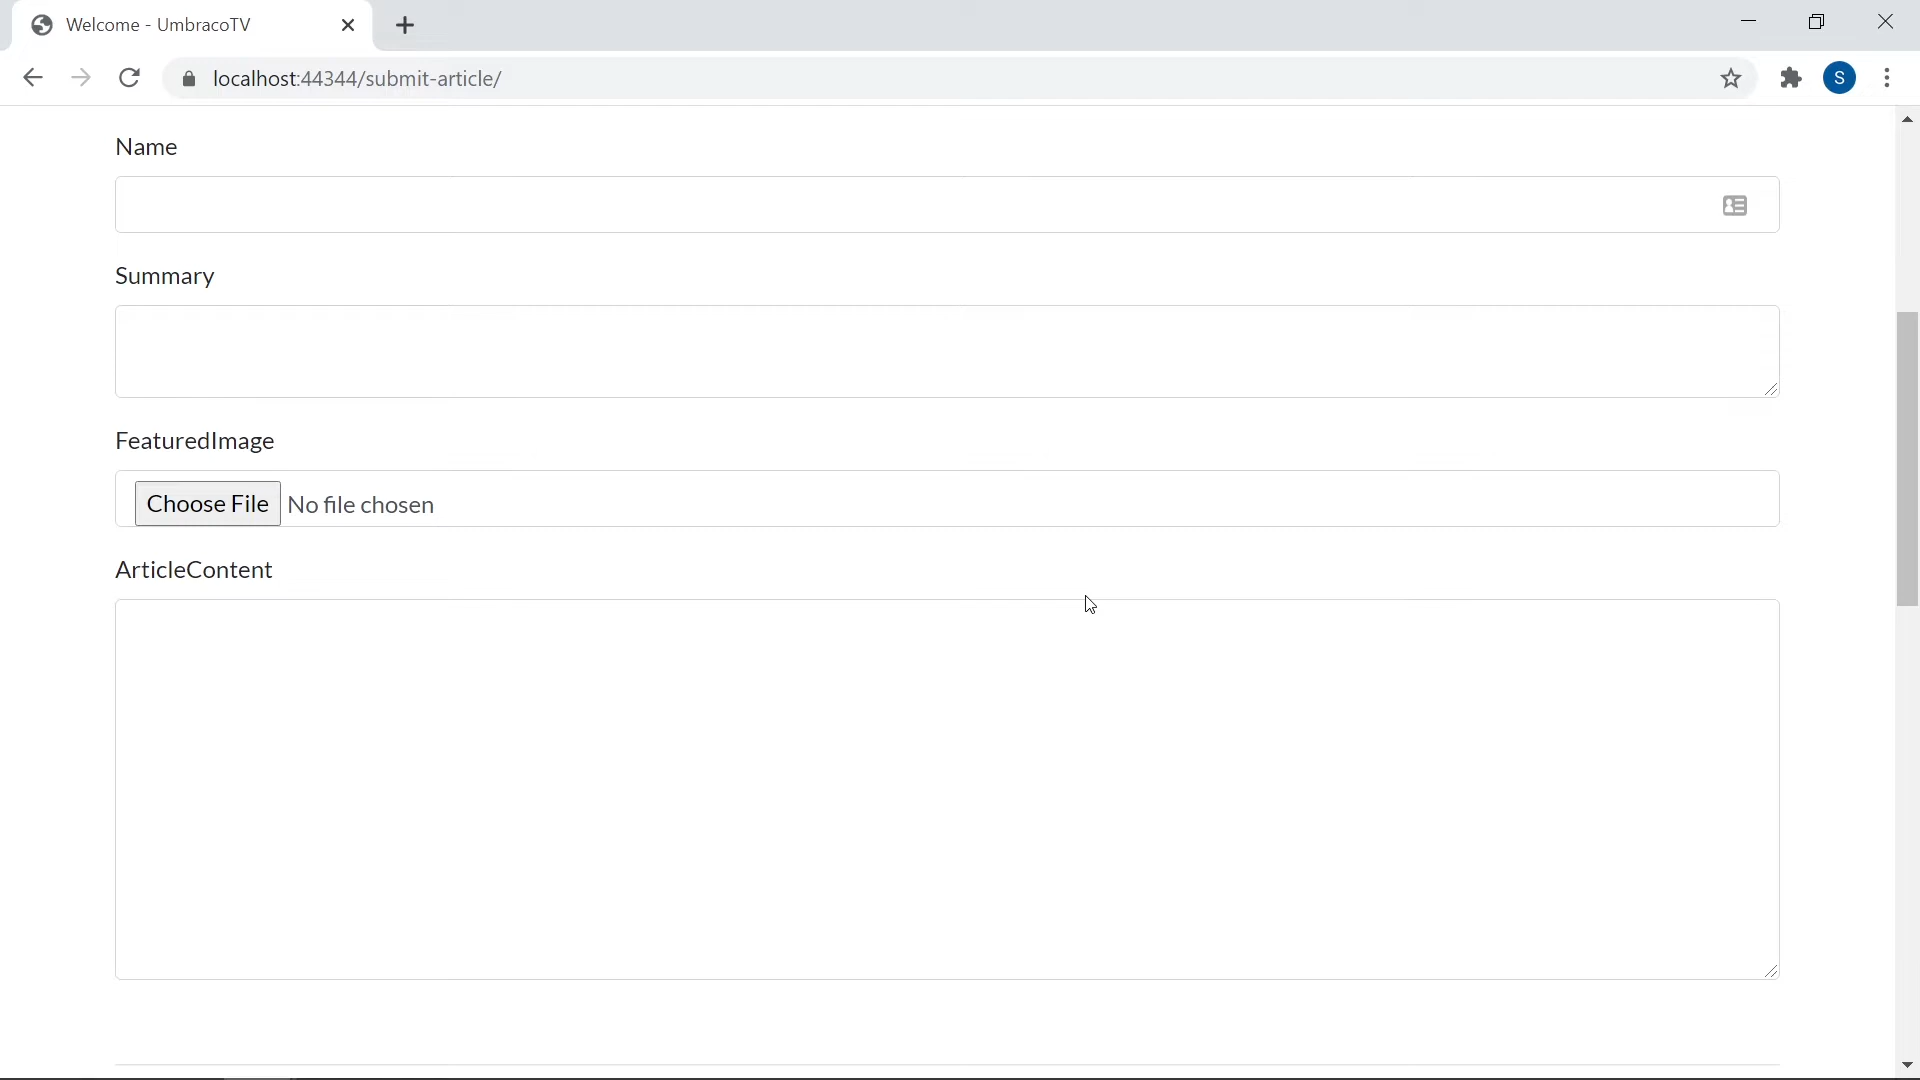 Welcome - UmbracoTV
localhost:44344/submit-article/
S
Name
Summary
FeaturedImage
Choose File No file chosen
ArticleContent